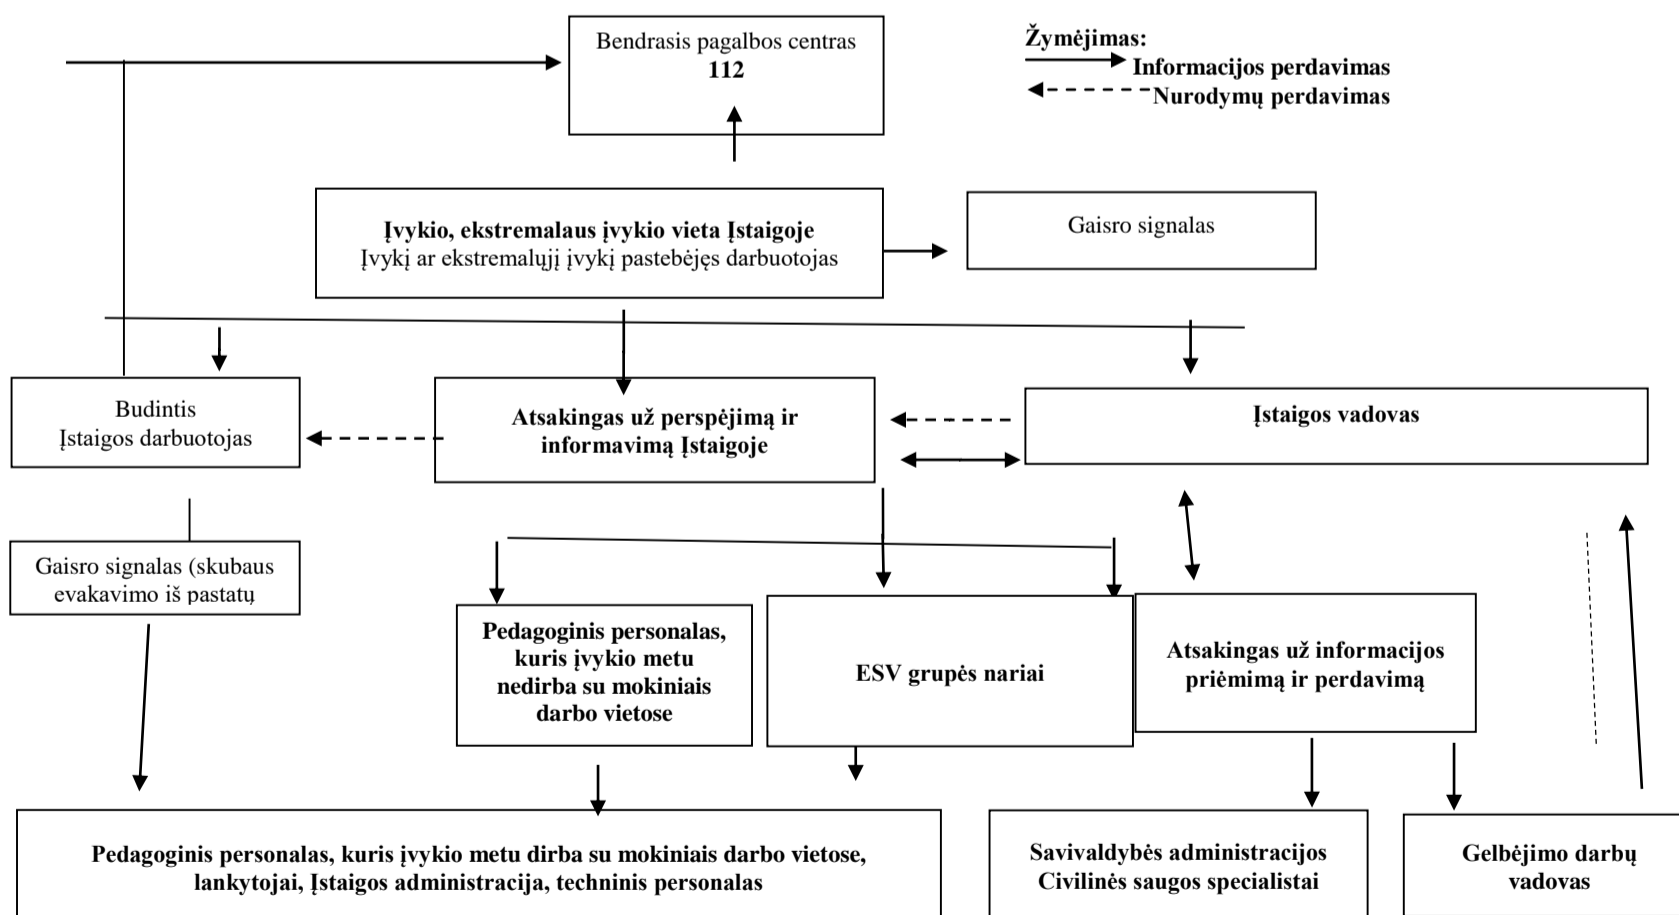 Bendrasis pagalbos centras
112
Žymėjimas:
Informacijos perdavimas
Nurodymų perdavimas
Įvykio, ekstremalaus įvykio vieta Įstaigoje
Įvykį ar ekstremalųjį įvykį pastebėjęs darbuotojas
Gaisro signalas
Budintis
Įstaigos darbuotojas
Atsakingas už perspėjimą ir
informavimą Įstaigoje
Įstaigos vadovas
Gaisro signalas (skubaus
evakavimo iš pastatų
Pedagoginis personalas,
kuris įvykio metu
nedirba su mokiniais
darbo vietose
ESV grupės nariai
Atsakingas už informacijos
priėmimą ir perdavimą
Pedagoginis personalas, kuris įvykio metu dirba su mokiniais darbo vietose,
lankytojai, Įstaigos administracija, techninis personalas
Savivaldybės administracijos
Civilinės saugos specialistai
Gelbėjimo darbų
vadovas